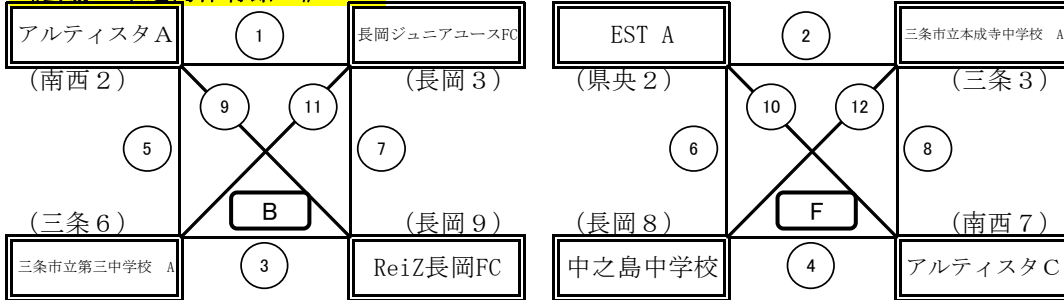 アルティスタA ① 長岡ジュニアユースFC EST A ② 三条市立本成寺中学校 A
(南西2) (長岡3) (県央2) (三条3)
⑨ ⑪ ⑩ ⑫
⑤ ⑦ ⑥ ⑧
(三条6) B (長岡9) (長岡8) F (南西7)
三条市立第三中学校 A ③ ReiZ長岡FC 中之島中学校 ④ アルティスタC